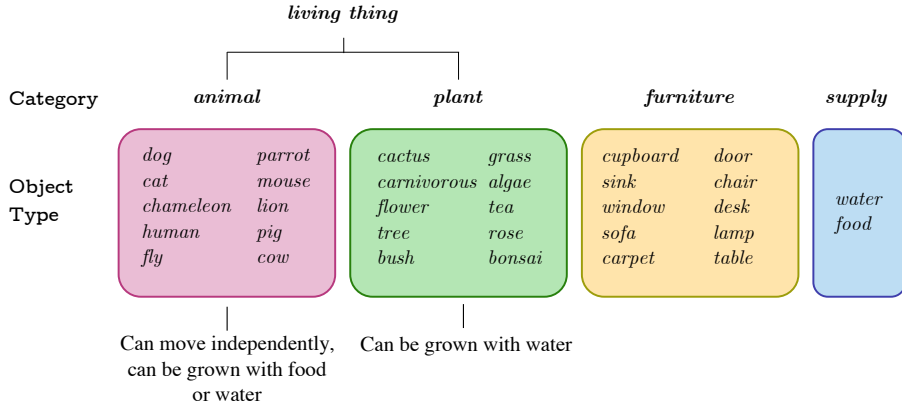 living thing
Category animal plant furniture supply
Object Type
dog parrot
cat mouse
chameleon lion
human pig
fly cow
cactus grass
carnivorous algae
flower tea
tree rose
bush bonsai
cupboard door
sink chair
window desk
sofa lamp
carpet table
water
food
Can move independently,
can be grown with food
or water
Can be grown with water